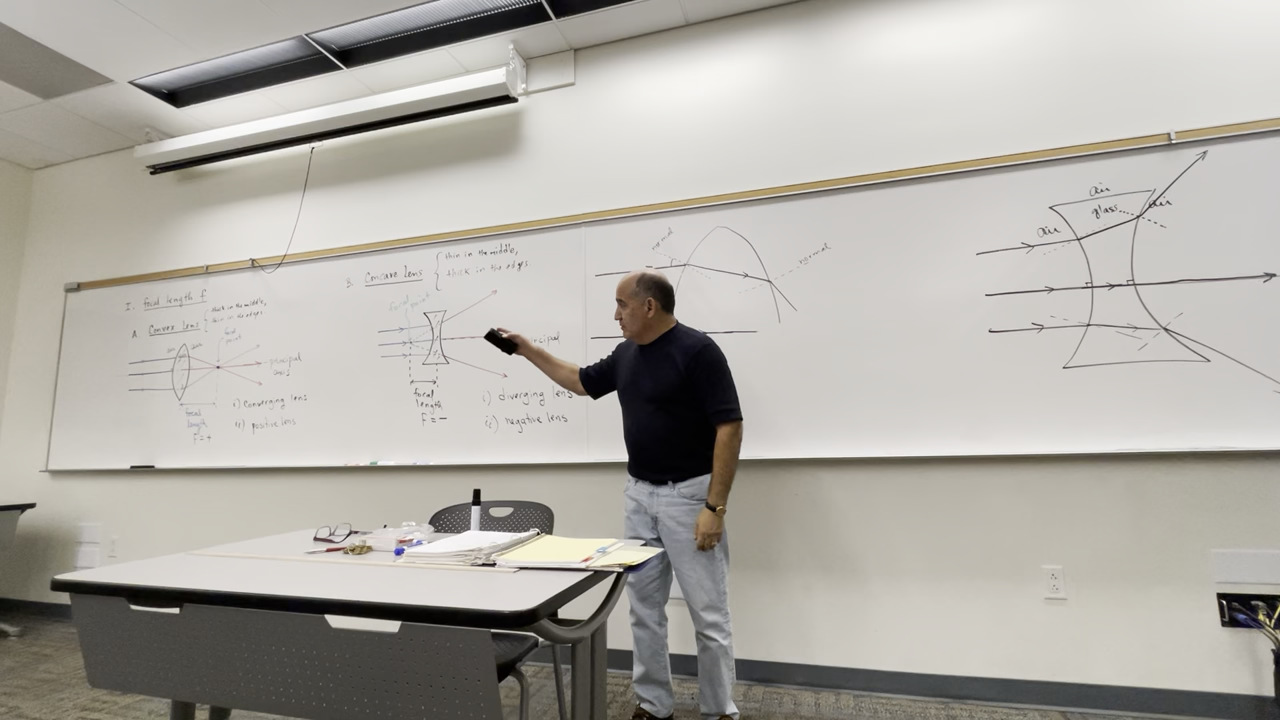 I. Focal length f
A. Convex Lens
thick in the middle,
thin in the edges
focal
point
principal
axis
focal
length
F = +
i) Converging lens
ii) positive lens
B. Concave Lens
thin in the middle,
thick in the edges
focal point
principal
focal
length
F = -
i) diverging lens
ii) negative lens
normal
normal
air
glass
air
air